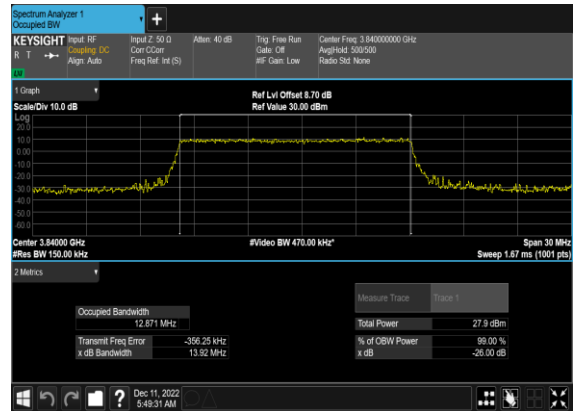 Spectrum Analyzer 1
Occupied BW
+
KEYSIGHT Input: RF Input Z: 50 Ω Atten: 40 dB Trig: Free Run Center Freq: 3.840000000 GHz
R T Coupling: DC Corr CCorr Gate: Off Avg|Hold: 500/500
Align: Auto Freq Ref: Int (S) #IF Gain: Low Radio Std: None
1 Graph
Ref Lvl Offset 8.70 dB
Scale/Div 10.0 dB Ref Value 30.00 dBm
Log
20.0
10.0
0.00
-10.0
-20.0
-30.0
-40.0
-50.0
-60.0
Center 3.84000 GHz #Video BW 470.00 kHz* Span 30 MHz
#Res BW 150.00 kHz Sweep 1.67 ms (1001 pts)
2 Metrics
Measure Trace Trace 1
Occupied Bandwidth
12.871 MHz Total Power 27.9 dBm
Transmit Freq Error -356.25 kHz % of OBW Power 99.00 %
x dB Bandwidth 13.92 MHz x dB -26.00 dB
? Dec 11, 2022
5:49:31 AM